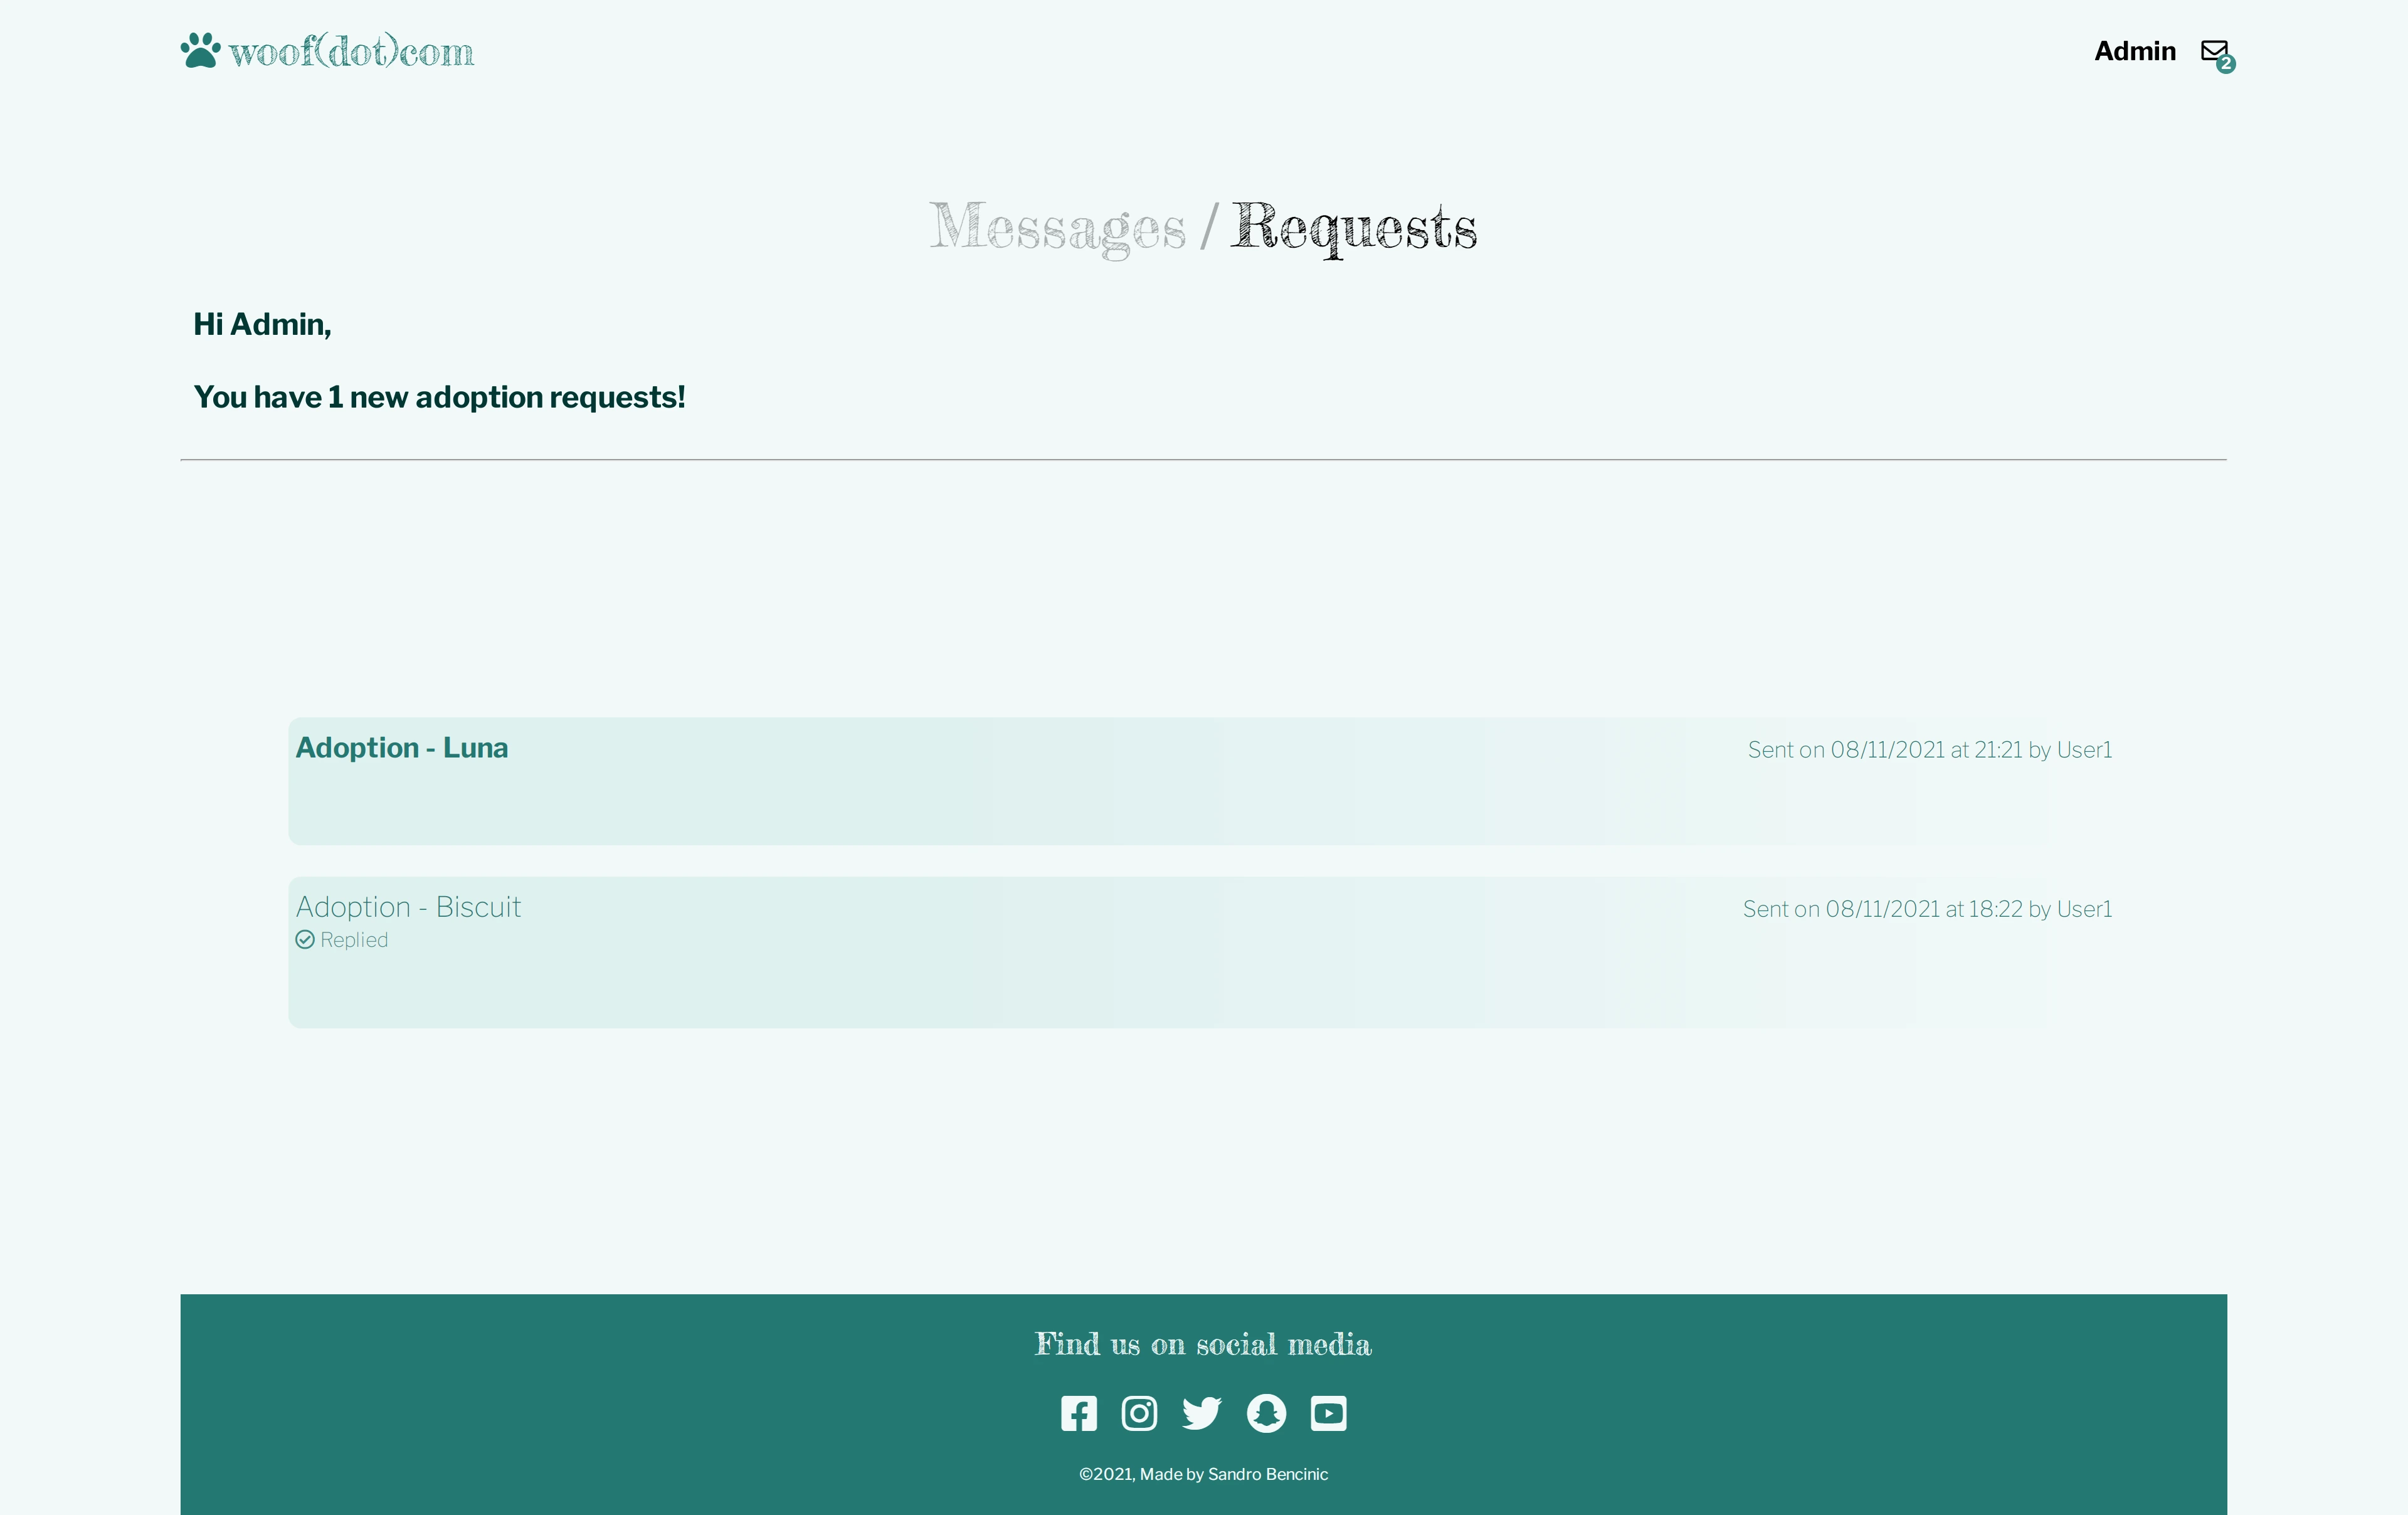 woof(dot)com
Admin
2
Messages / Requests
Hi Admin,
You have 1 new adoption requests!
Adoption - Luna
Sent on 08/11/2021 at 21:21 by User1
Adoption - Biscuit
Sent on 08/11/2021 at 18:22 by User1
Replied
Find us on social media
©2021, Made by Sandro Bencinic